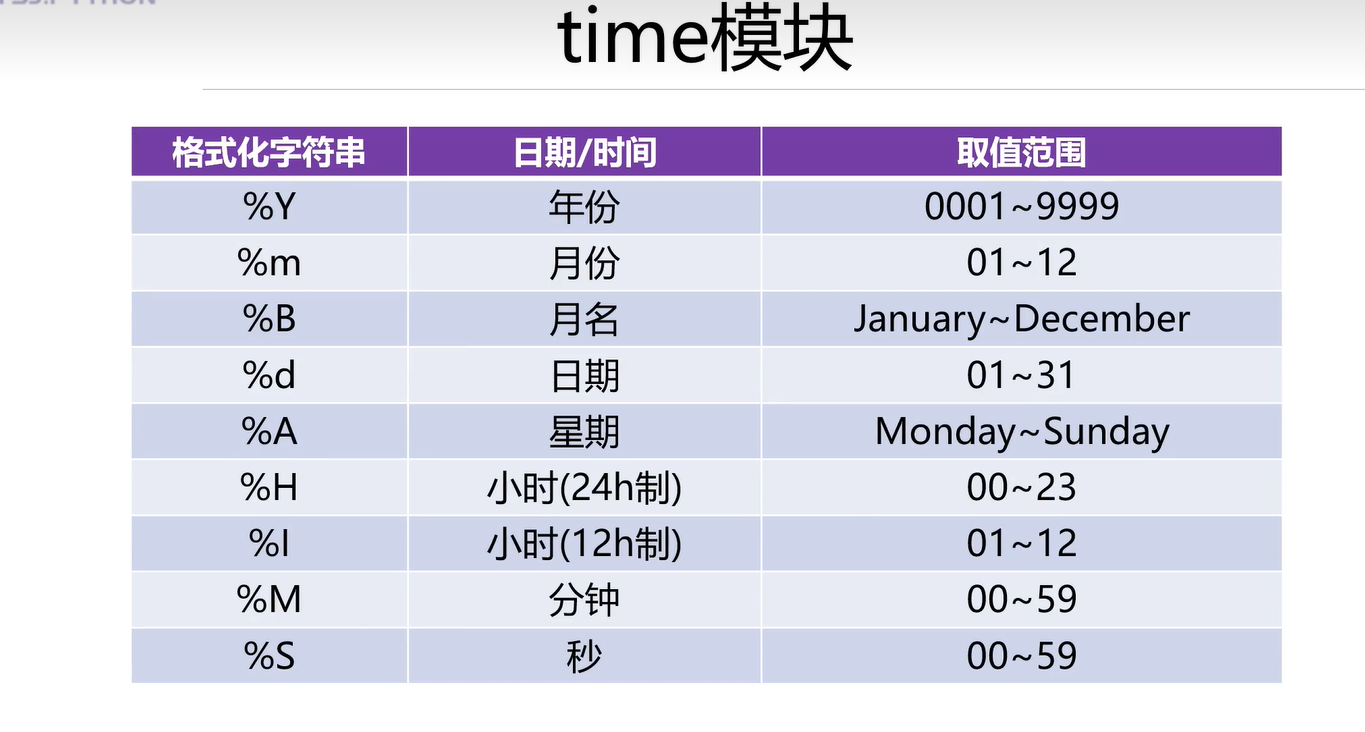 time模块
格式化字符串 日期/时间 取值范围
%Y 年份 0001~9999
%m 月份 01~12
%B 月名 January~December
%d 日期 01~31
%A 星期 Monday~Sunday
%H 小时(24h制) 00~23
%I 小时(12h制) 01~12
%M 分钟 00~59
%S 秒 00~59